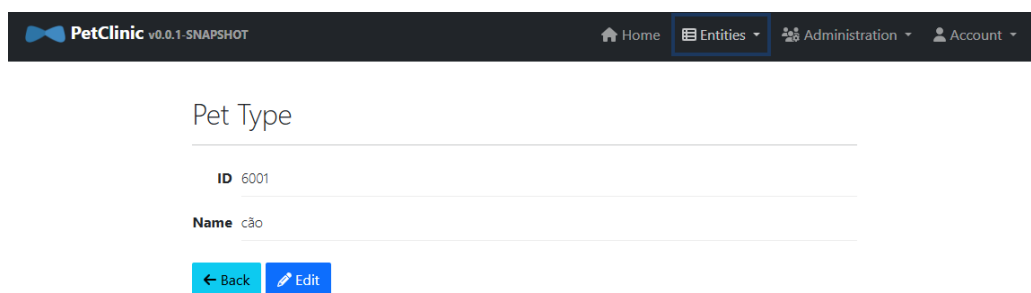 PetClinic v0.0.1-SNAPSHOT Home Entities Administration Account
Pet Type
ID 6001
Name cão
Back Edit